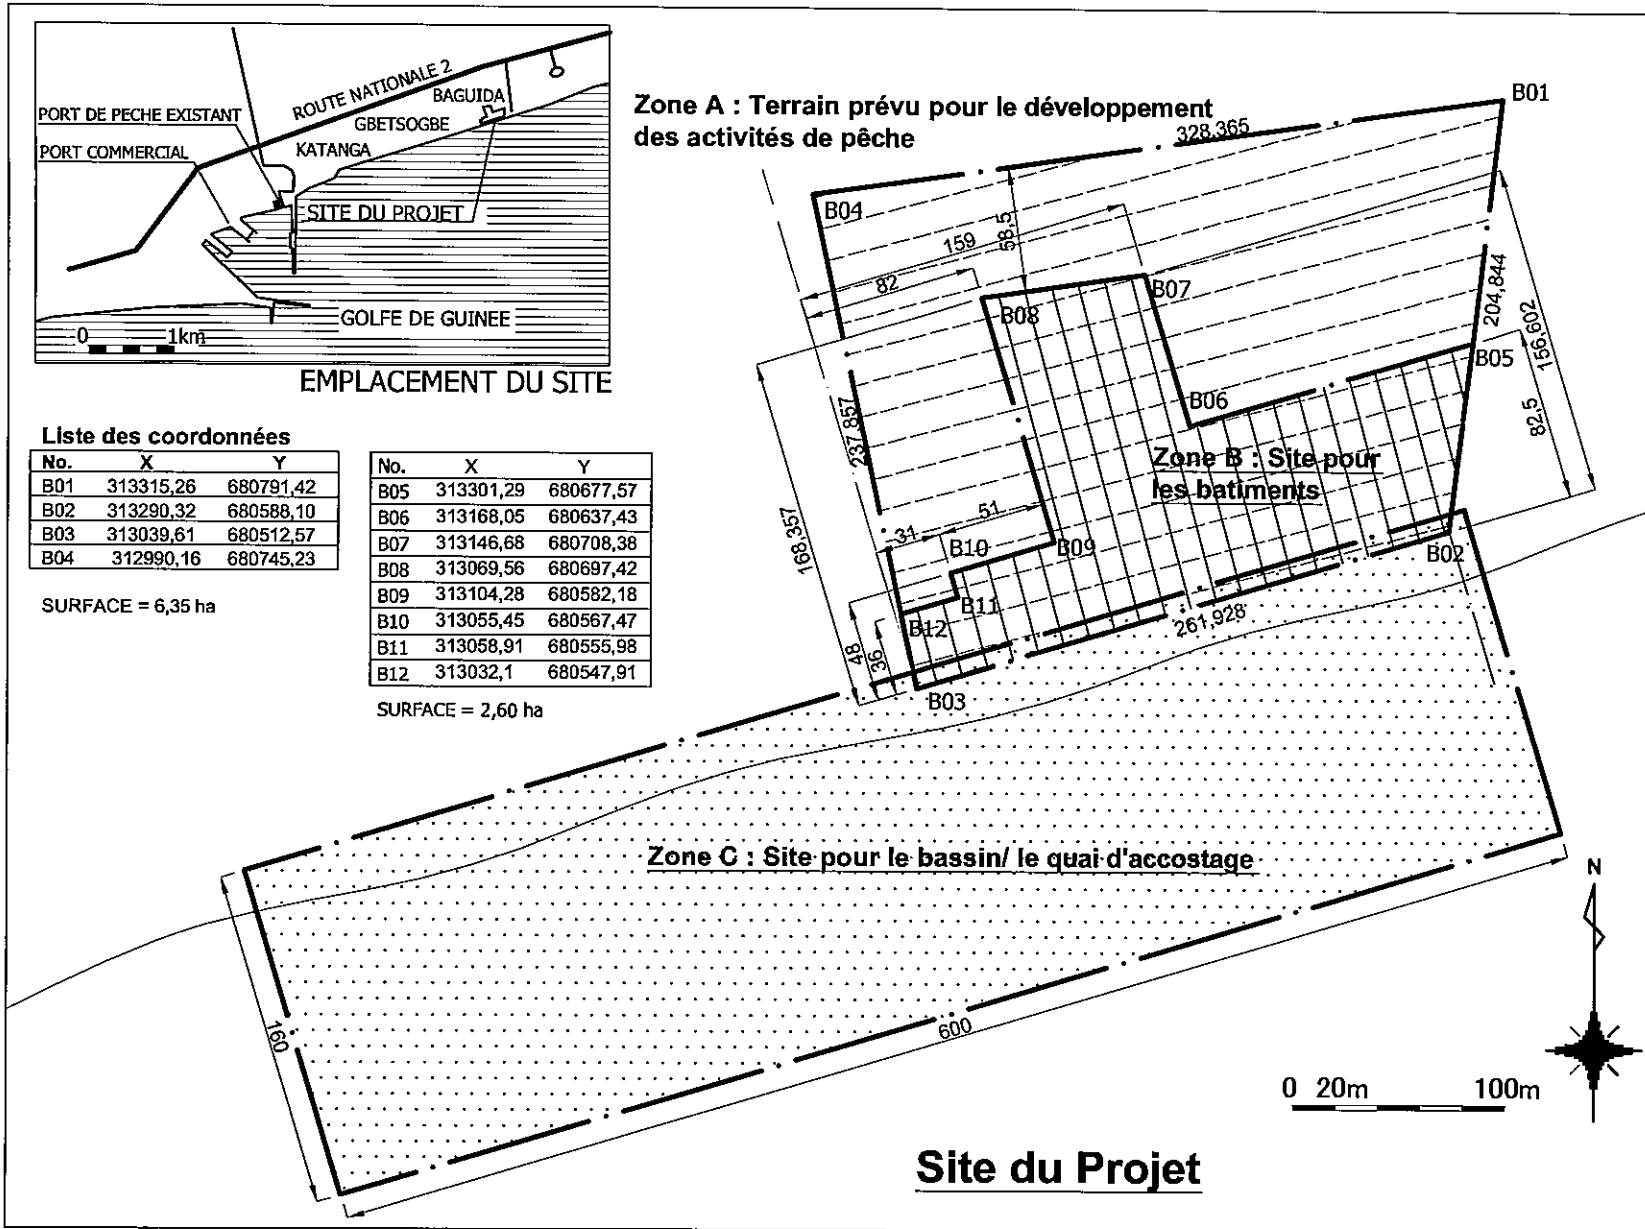 ROUTE NATIONALE 2
PORT DE PECHE EXISTANT
BAGUIDA
GBETSOGBE
PORT COMMERCIAL
KATANGA
SITE DU PROJET
GOLFE DE GUINEE
0 1km
EMPLACEMENT DU SITE
Zone A : Terrain prévu pour le développement
des activités de pêche
328,365
B01
B04
159
58,5
82
B07
B08
204,844
156,602
B05
82,5
B06
237,857
168,357
Zone B : Site pour
les batiments
51
31
B10
B09
B02
B11
B12
261,928
48
36
B03
Liste des coordonnées
No. X Y
B01 313315,26 680791,42
B02 313290,32 680588,10
B03 313039,61 680512,57
B04 312990,16 680745,23
SURFACE = 6,35 ha
No. X Y
B05 313301,29 680677,57
B06 313168,05 680637,43
B07 313146,68 680708,38
B08 313069,56 680697,42
B09 313104,28 680582,18
B10 313055,45 680567,47
B11 313058,91 680555,98
B12 313032,1 680547,91
SURFACE = 2,60 ha
Zone C : Site pour le bassin/ le quai d'accostage
160
600
N
0 20m 100m
Site du Projet